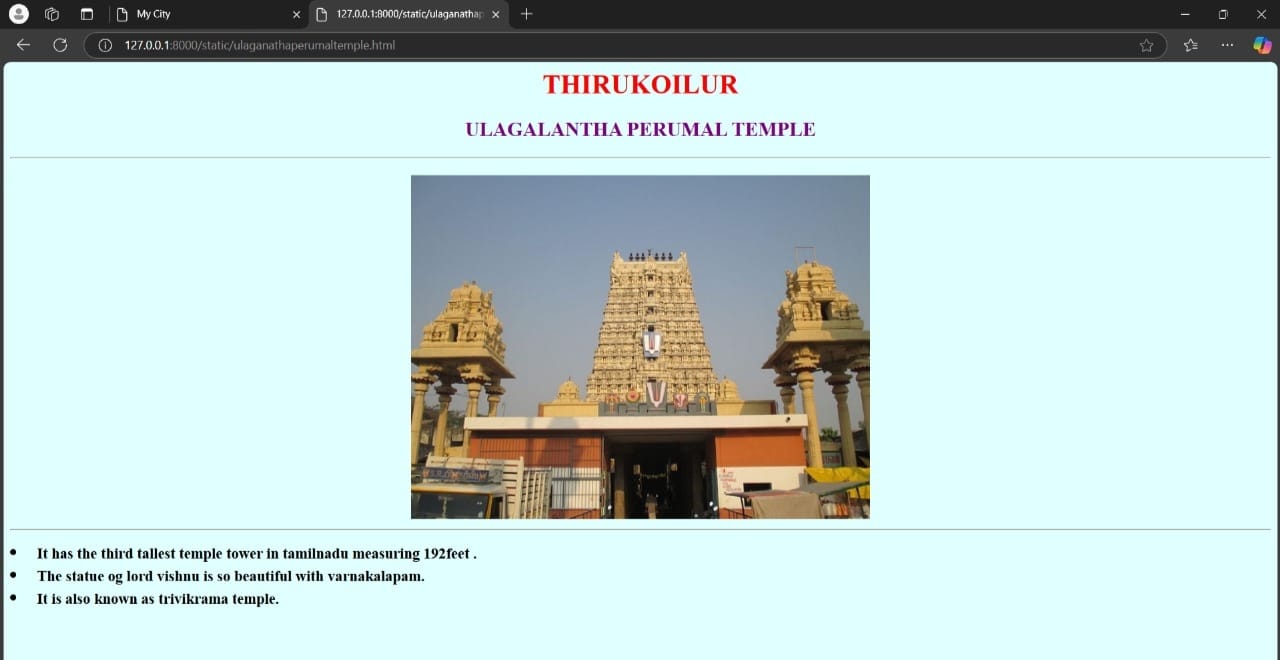 My City
127.0.0.1:8000/static/ulaganathap
127.0.0.1:8000/static/ulaganathaperumaltemple.html
THIRUKOILUR
ULAGALANTHA PERUMAL TEMPLE
It has the third tallest temple tower in tamilnadu measuring 192feet .
The statue og lord vishnu is so beautiful with varnakalapam.
It is also known as trivikrama temple.